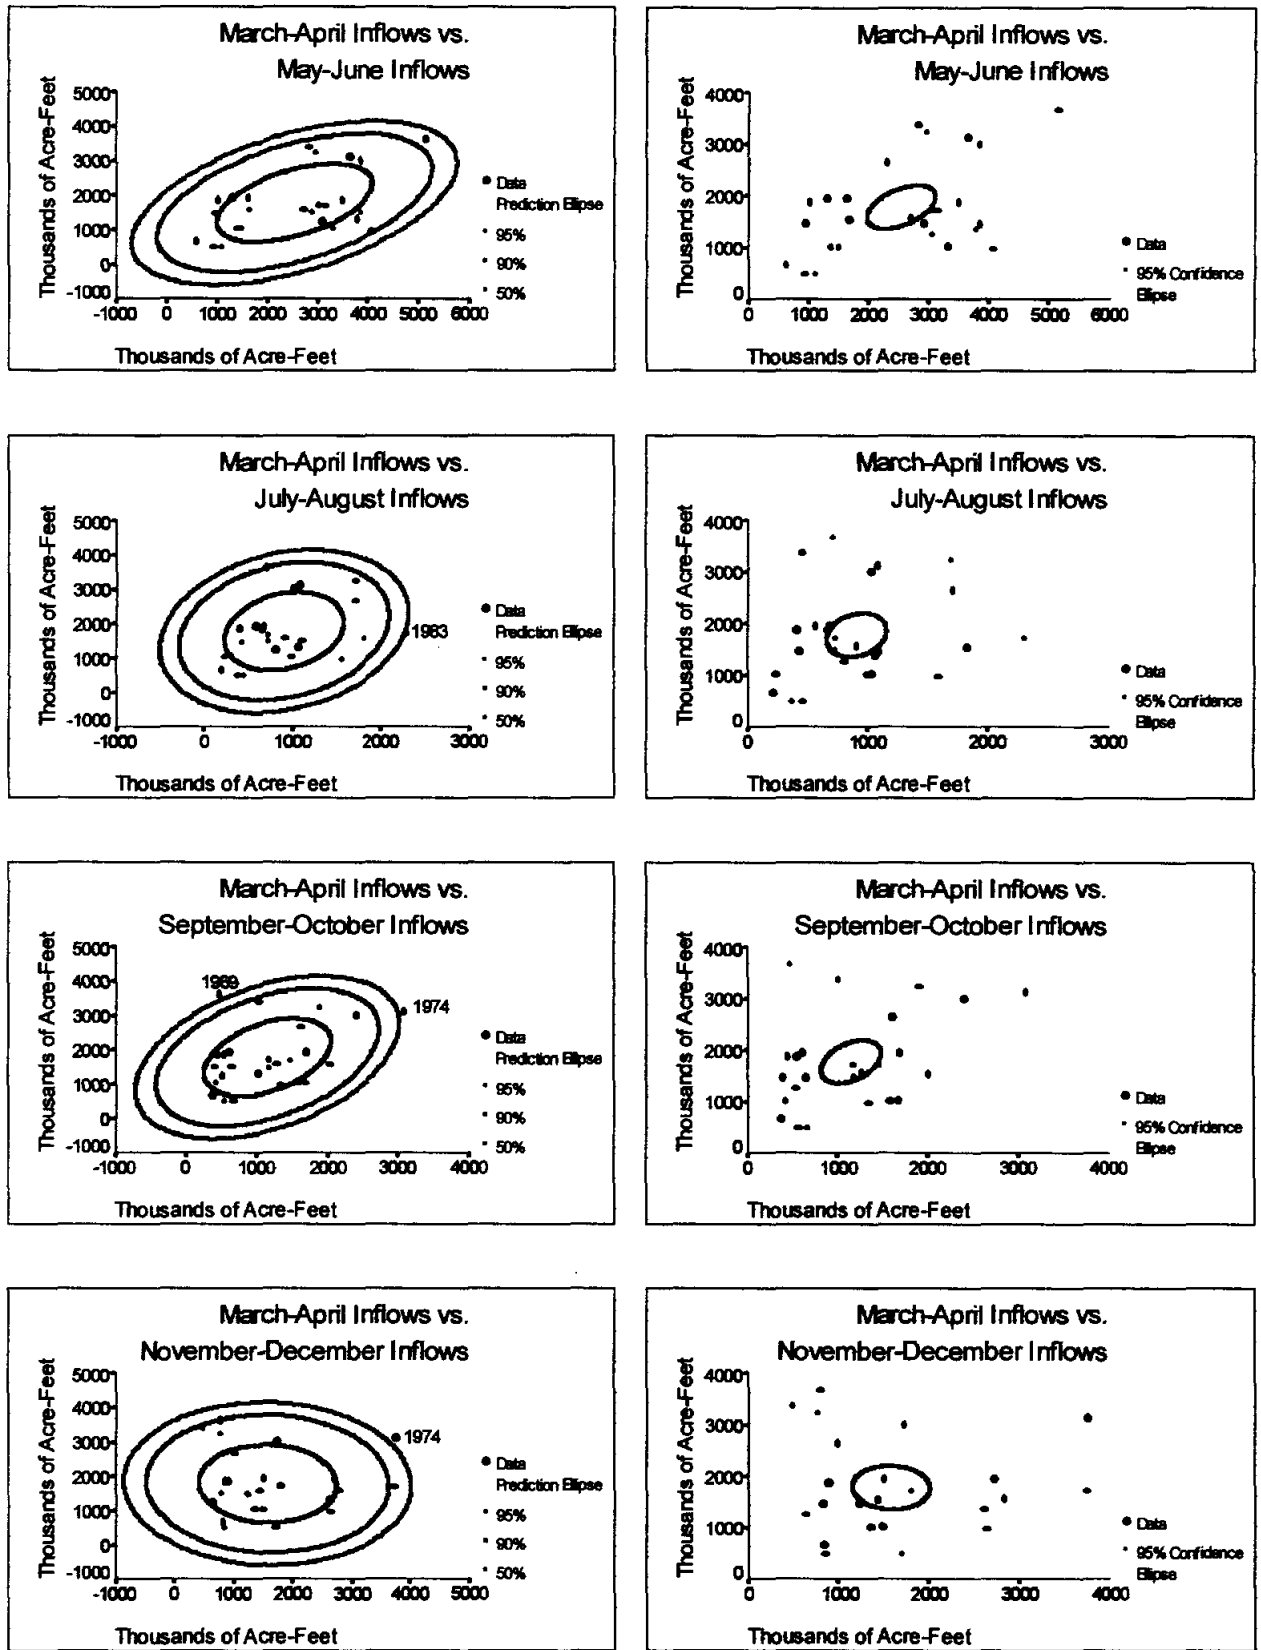 March-April Inflows vs.
May-June Inflows
Thousands of Acre-Feet
5000
4000
3000
2000
1000
0
-1000
-1000 0 1000 2000 3000 4000 5000 6000
Thousands of Acre-Feet
Data
Prediction Ellipse
95%
90%
50%
March-April Inflows vs.
May-June Inflows
Thousands of Acre-Feet
4000
3000
2000
1000
0
0 1000 2000 3000 4000 5000 6000
Thousands of Acre-Feet
Data
95% Confidence
Ellipse
March-April Inflows vs.
July-August Inflows
Thousands of Acre-Feet
5000
4000
3000
2000
1000
0
-1000
-1000 0 1000 2000 3000
Thousands of Acre-Feet
1983
Data
Prediction Ellipse
95%
90%
50%
March-April Inflows vs.
July-August Inflows
Thousands of Acre-Feet
4000
3000
2000
1000
0
0 1000 2000 3000
Thousands of Acre-Feet
Data
95% Confidence
Ellipse
March-April Inflows vs.
September-October Inflows
Thousands of Acre-Feet
5000
4000
3000
2000
1000
0
-1000
-1000 0 1000 2000 3000 4000
Thousands of Acre-Feet
1969
1974
Data
Prediction Ellipse
95%
90%
50%
March-April Inflows vs.
September-October Inflows
Thousands of Acre-Feet
4000
3000
2000
1000
0
0 1000 2000 3000 4000
Thousands of Acre-Feet
Data
95% Confidence
Ellipse
March-April Inflows vs.
November-December Inflows
Thousands of Acre-Feet
5000
4000
3000
2000
1000
0
-1000
-1000 0 1000 2000 3000 4000 5000
Thousands of Acre-Feet
1974
Data
Prediction Ellipse
95%
90%
50%
March-April Inflows vs.
November-December Inflows
Thousands of Acre-Feet
4000
3000
2000
1000
0
0 1000 2000 3000 4000
Thousands of Acre-Feet
Data
95% Confidence
Ellipse